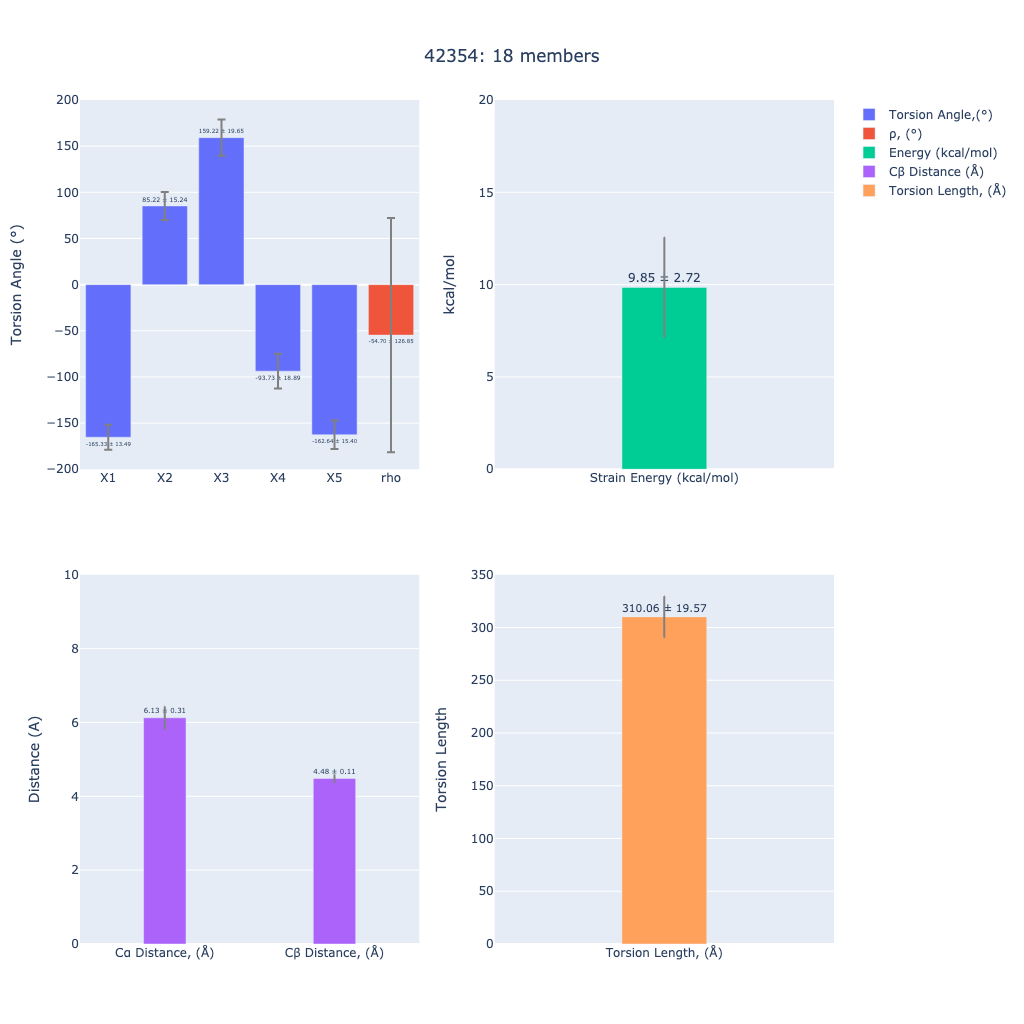 42354: 18 members
Torsion Angle (°)
200
150
100
50
0
−50
−100
−150
−200
-165.33 ± 13.49
85.22 ± 15.24
159.22 ± 19.65
-93.73 ± 18.89
-162.64 ± 15.40
-54.70 ± 126.85
X1 X2 X3 X4 X5 rho
kcal/mol
20
15
10
5
0
9.85 ± 2.72
Strain Energy (kcal/mol)
Torsion Angle,(°)
ρ, (°)
Energy (kcal/mol)
Cβ Distance (Å)
Torsion Length, (Å)
Distance (A)
10
8
6
4
2
0
6.13 ± 0.31
4.48 ± 0.11
Cα Distance, (Å) Cβ Distance, (Å)
Torsion Length
350
300
250
200
150
100
50
0
310.06 ± 19.57
Torsion Length, (Å)